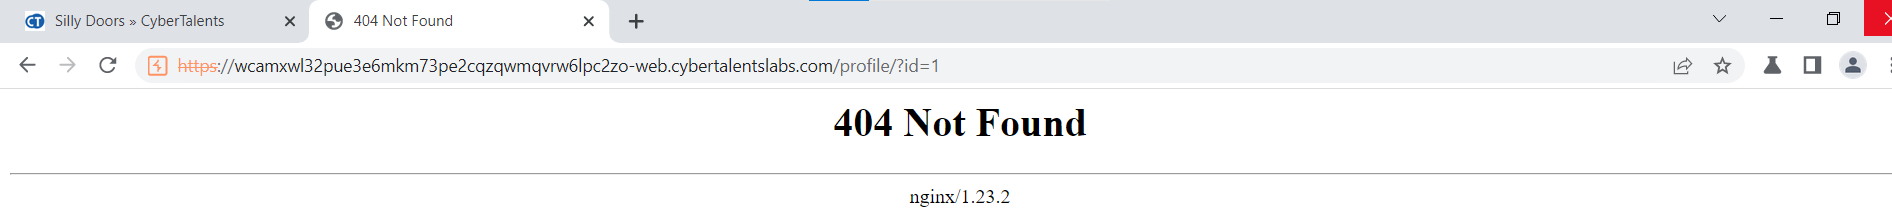 CT Silly Doors » CyberTalents 404 Not Found
https://wcamxwl32pue3e6mkm73pe2cqzqwmqvrw6lpc2zo-web.cybertalentslabs.com/profile/?id=1
404 Not Found
nginx/1.23.2